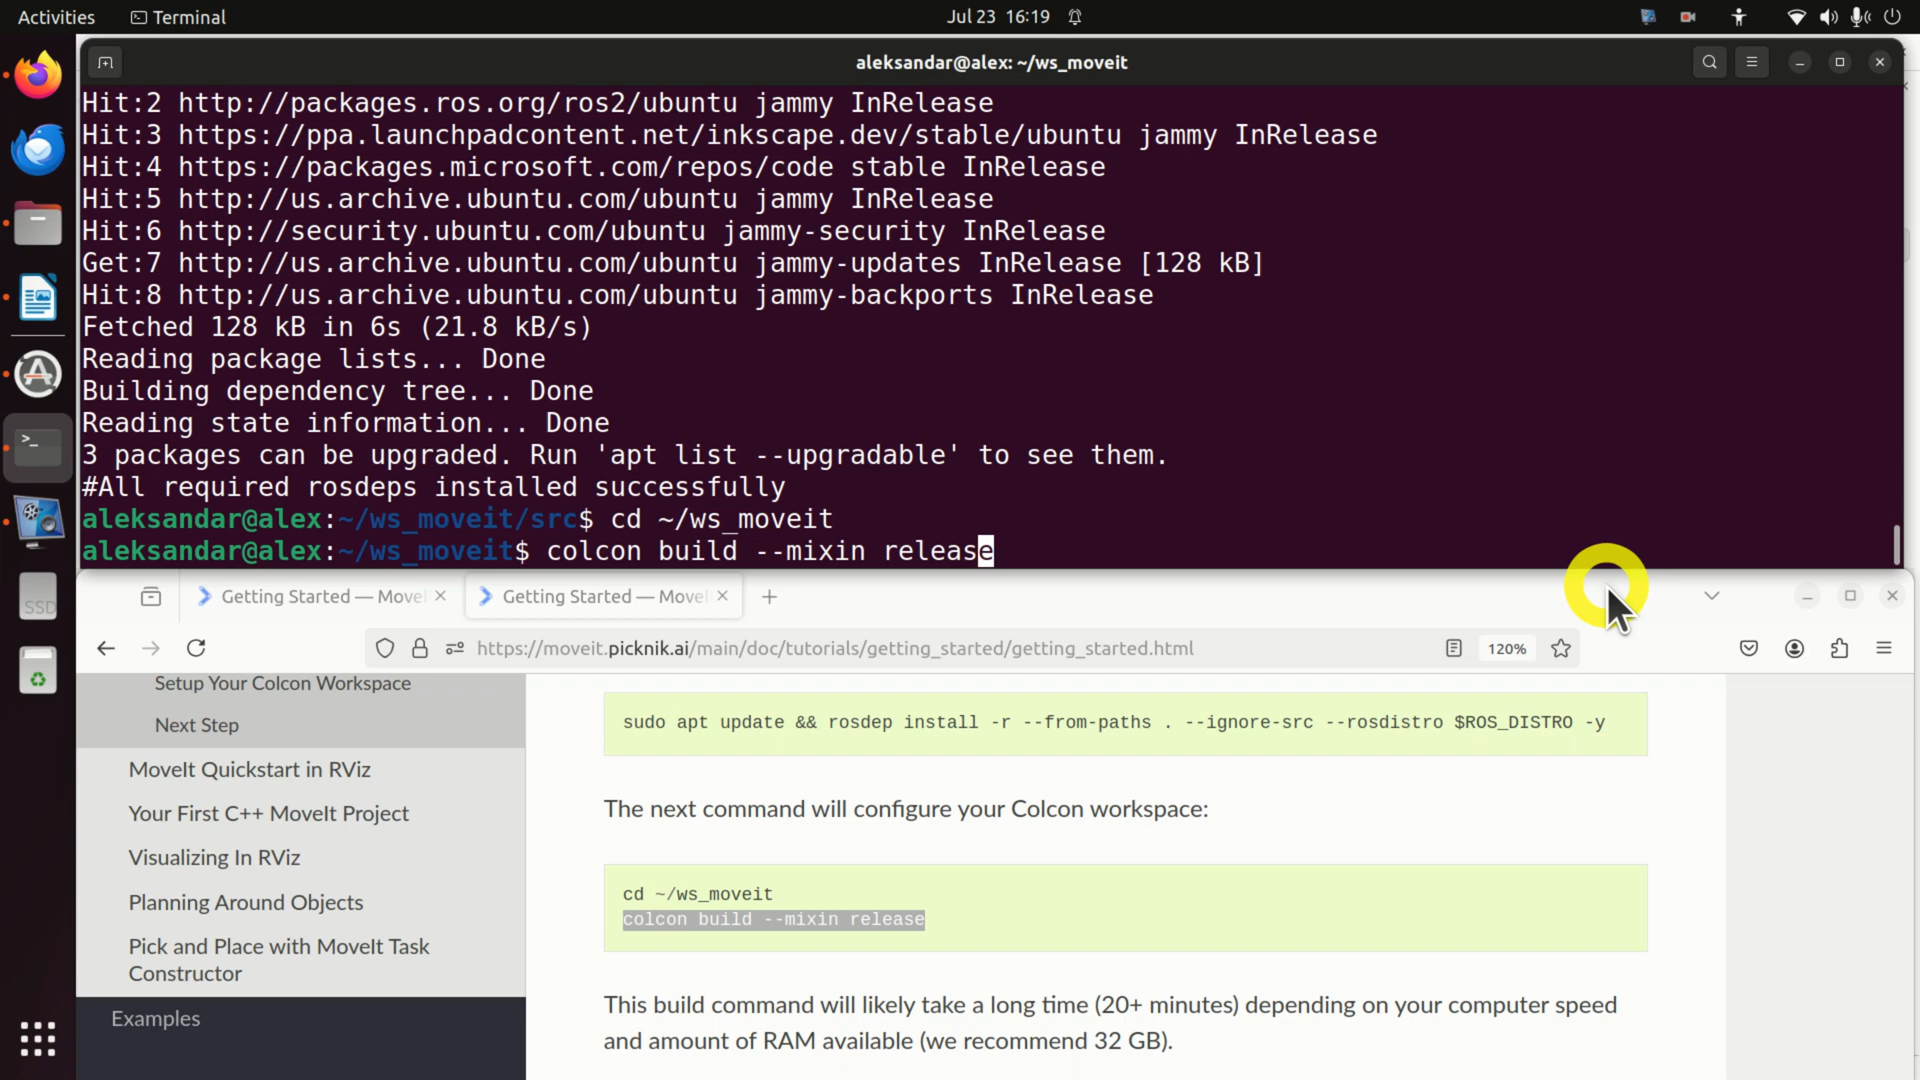 Activities
Terminal
Jul 23 16:19
aleksandar@alex: ~/ws_moveit
Hit:2 http://packages.ros.org/ros2/ubuntu jammy InRelease
Hit:3 https://ppa.launchpadcontent.net/inkscape.dev/stable/ubuntu jammy InRelease
Hit:4 https://packages.microsoft.com/repos/code stable InRelease
Hit:5 http://us.archive.ubuntu.com/ubuntu jammy InRelease
Hit:6 http://security.ubuntu.com/ubuntu jammy-security InRelease
Get:7 http://us.archive.ubuntu.com/ubuntu jammy-updates InRelease [128 kB]
Hit:8 http://us.archive.ubuntu.com/ubuntu jammy-backports InRelease
Fetched 128 kB in 6s (21.8 kB/s)
Reading package lists... Done
Building dependency tree... Done
Reading state information... Done
3 packages can be upgraded. Run 'apt list --upgradable' to see them.
#All required rosdeps installed successfully
aleksandar@alex:~/ws_moveit/src$ cd ~/ws_moveit
aleksandar@alex:~/ws_moveit$ colcon build --mixin release
Getting Started — Move
Getting Started — Move
https://moveit.picknik.ai/main/doc/tutorials/getting_started/getting_started.html
120%
SSD
Setup Your Colcon Workspace
Next Step
MoveIt Quickstart in RViz
Your First C++ MoveIt Project
Visualizing In RViz
Planning Around Objects
Pick and Place with MoveIt Task
Constructor
Examples
sudo apt update && rosdep install -r --from-paths . --ignore-src --rosdistro $ROS_DISTRO -y
The next command will configure your Colcon workspace:
cd ~/ws_moveit
colcon build --mixin release
This build command will likely take a long time (20+ minutes) depending on your computer speed
and amount of RAM available (we recommend 32 GB).